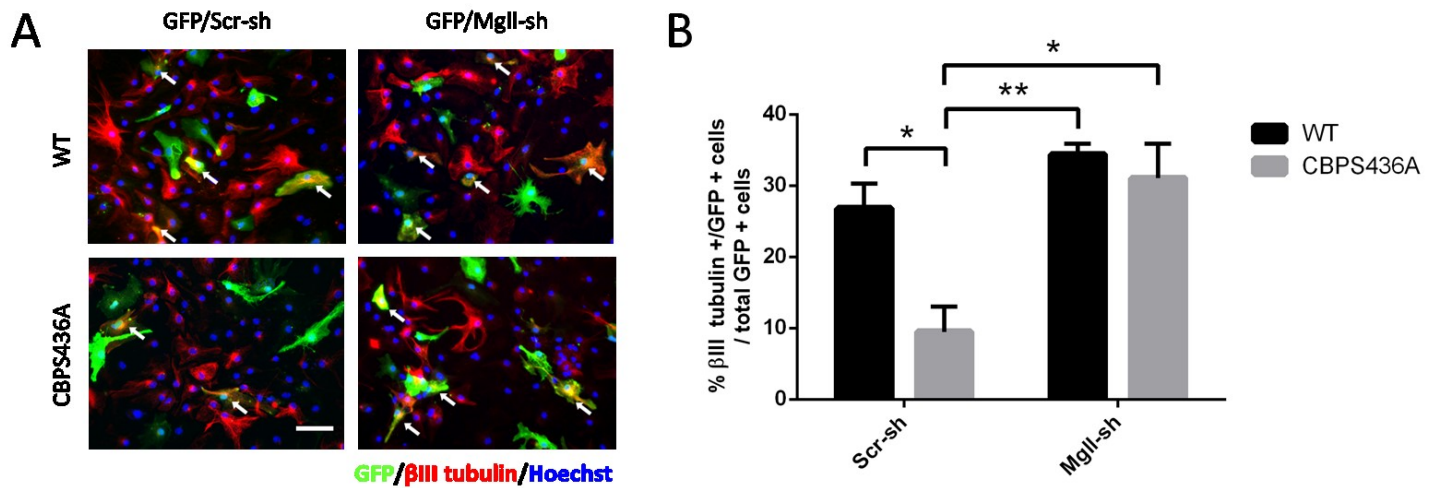 A
GFP/Scr-sh
GFP/Mgll-sh
WT
CBPS436A
GFP/βIII tubulin/Hoechst
B
% βIII tubulin +/GFP + cells
/ total GFP + cells
40
30
20
10
0
*
**
*
Scr-sh
Mgll-sh
WT
CBPS436A